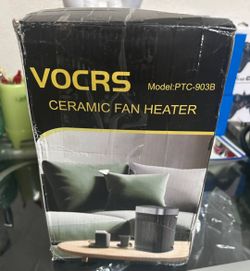 VOCRS
Model:PTC-903B
CERAMIC FAN HEATER